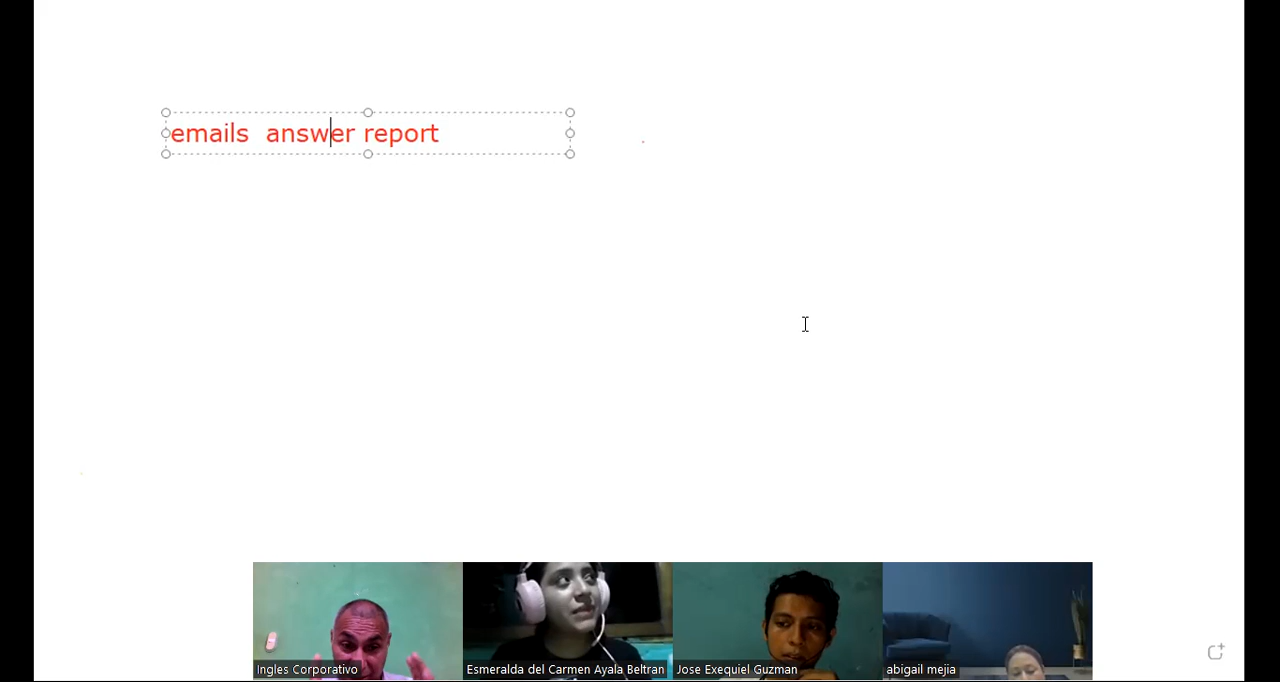 emails  answer report
Ingles Corporativo
Esmeralda del Carmen Ayala Beltran
Jose Exequiel Guzman
abigail mejia